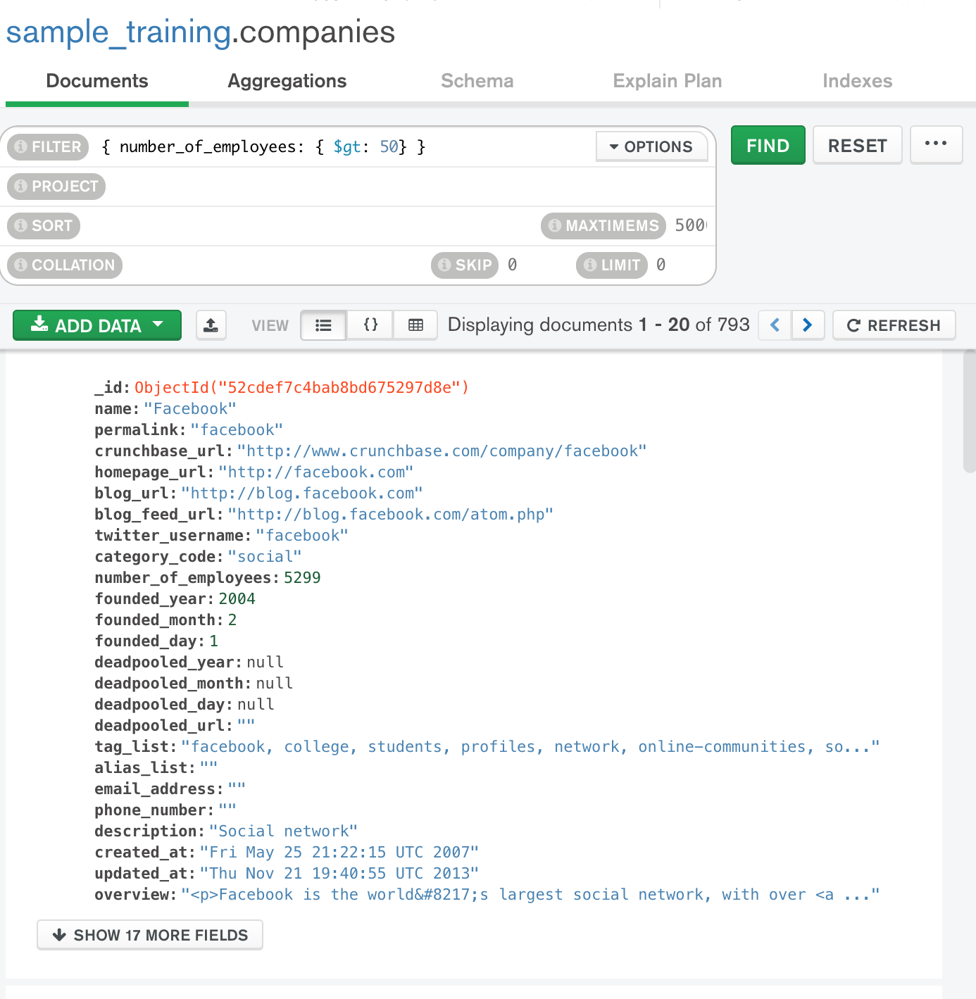 sample_training.companies
Documents Aggregations Schema Explain Plan Indexes
FILTER { number_of_employees: { $gt: 50} } OPTIONS FIND RESET ...
PROJECT
SORT MAXTIMEMS 5000
COLLATION SKIP 0 LIMIT 0
ADD DATA VIEW {} Displaying documents 1 - 20 of 793 < > REFRESH
_id: ObjectId("52cdef7c4bab8bd675297d8e")
name: "Facebook"
permalink: "facebook"
crunchbase_url: "http://www.crunchbase.com/company/facebook"
homepage_url: "http://facebook.com"
blog_url: "http://blog.facebook.com"
blog_feed_url: "http://blog.facebook.com/atom.php"
twitter_username: "facebook"
category_code: "social"
number_of_employees: 5299
founded_year: 2004
founded_month: 2
founded_day: 1
deadpooled_year: null
deadpooled_month: null
deadpooled_day: null
deadpooled_url: ""
tag_list: "facebook, college, students, profiles, network, online-communities, so..."
alias_list: ""
email_address: ""
phone_number: ""
description: "Social network"
created_at: "Fri May 25 21:22:15 UTC 2007"
updated_at: "Thu Nov 21 19:40:55 UTC 2013"
overview: "<p>Facebook is the world&#8217;s largest social network, with over <a ..."
SHOW 17 MORE FIELDS